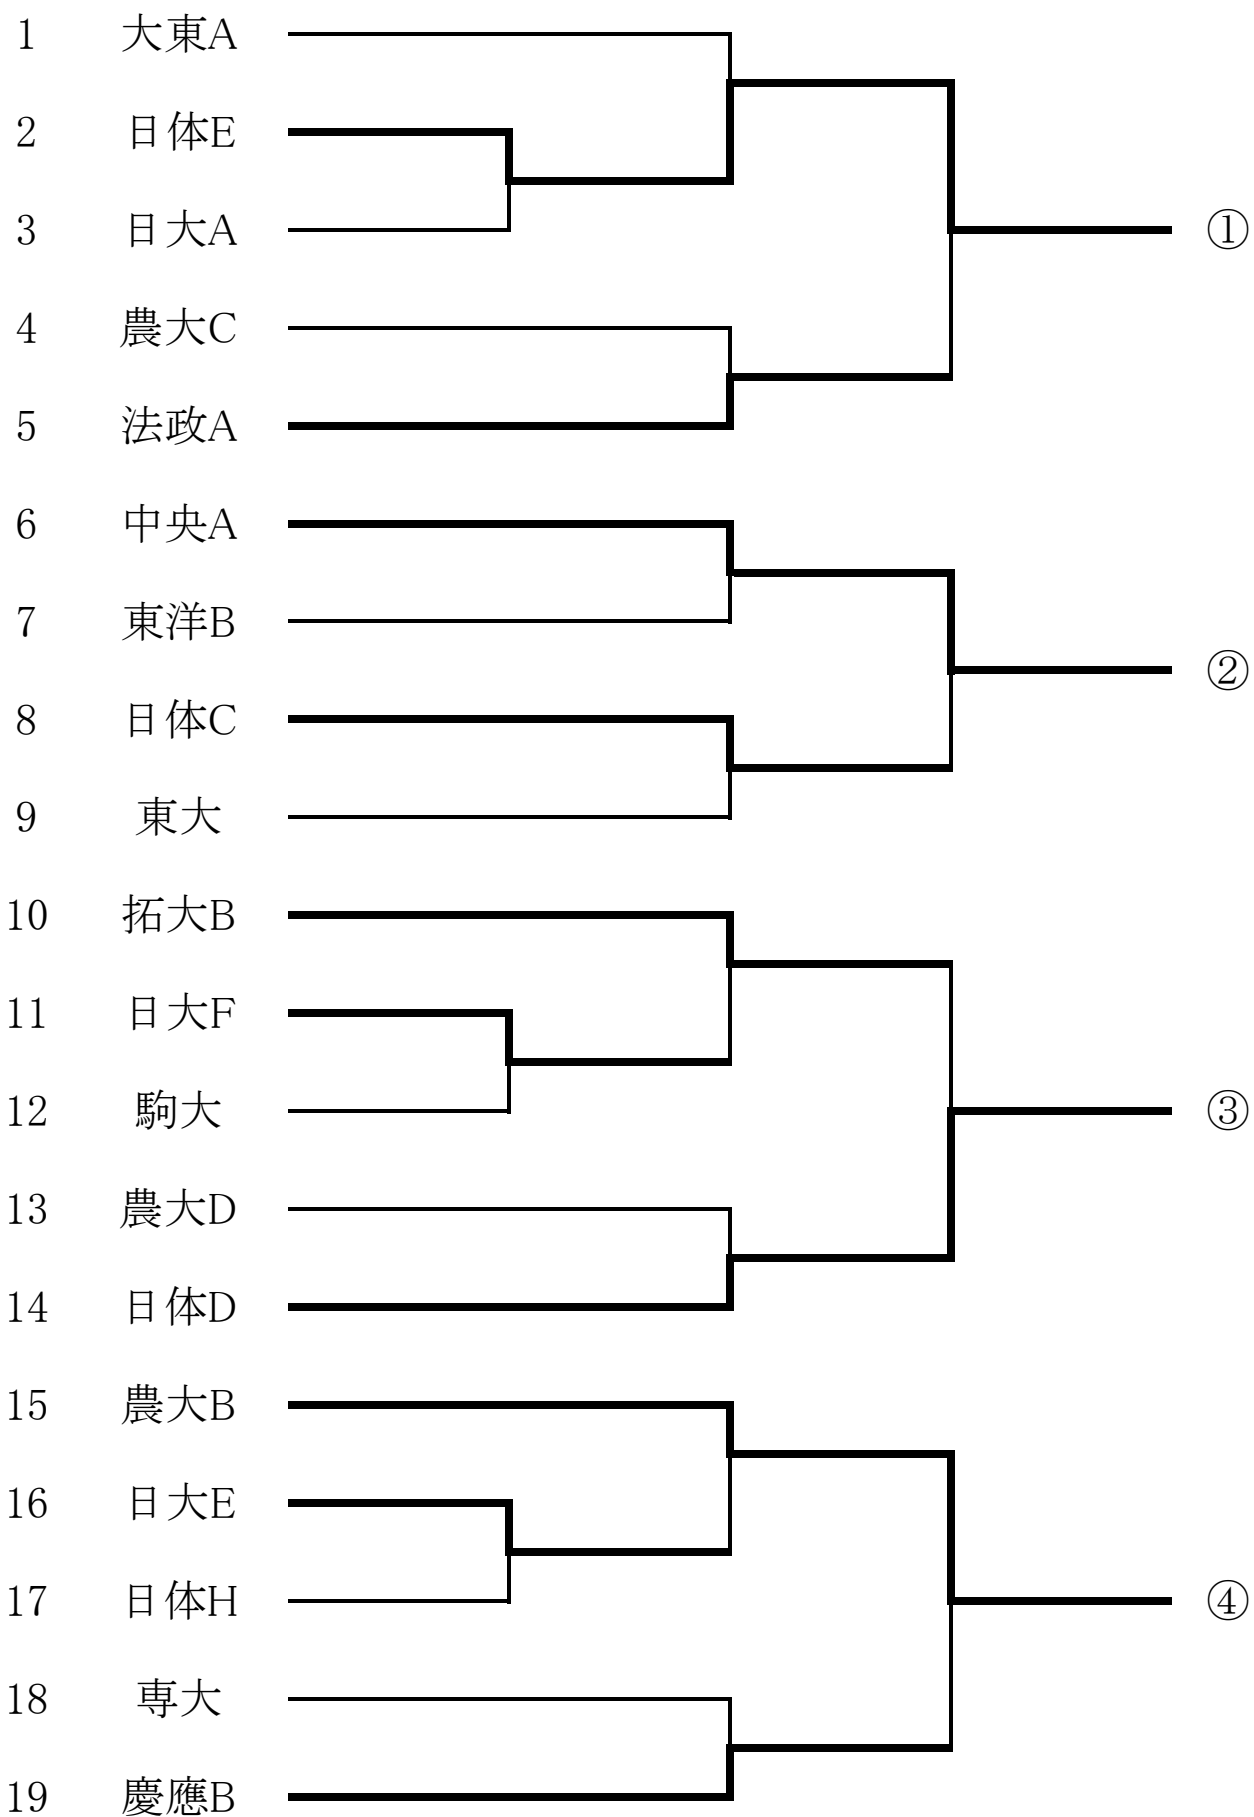 1 大東A
2 日体E
3 日大A
①
4 農大C
5 法政A
6 中央A
7 東洋B
②
8 日体C
9 東大
10 拓大B
11 日大F
12 駒大
③
13 農大D
14 日体D
15 農大B
16 日大E
17 日体H
④
18 専大
19 慶應B